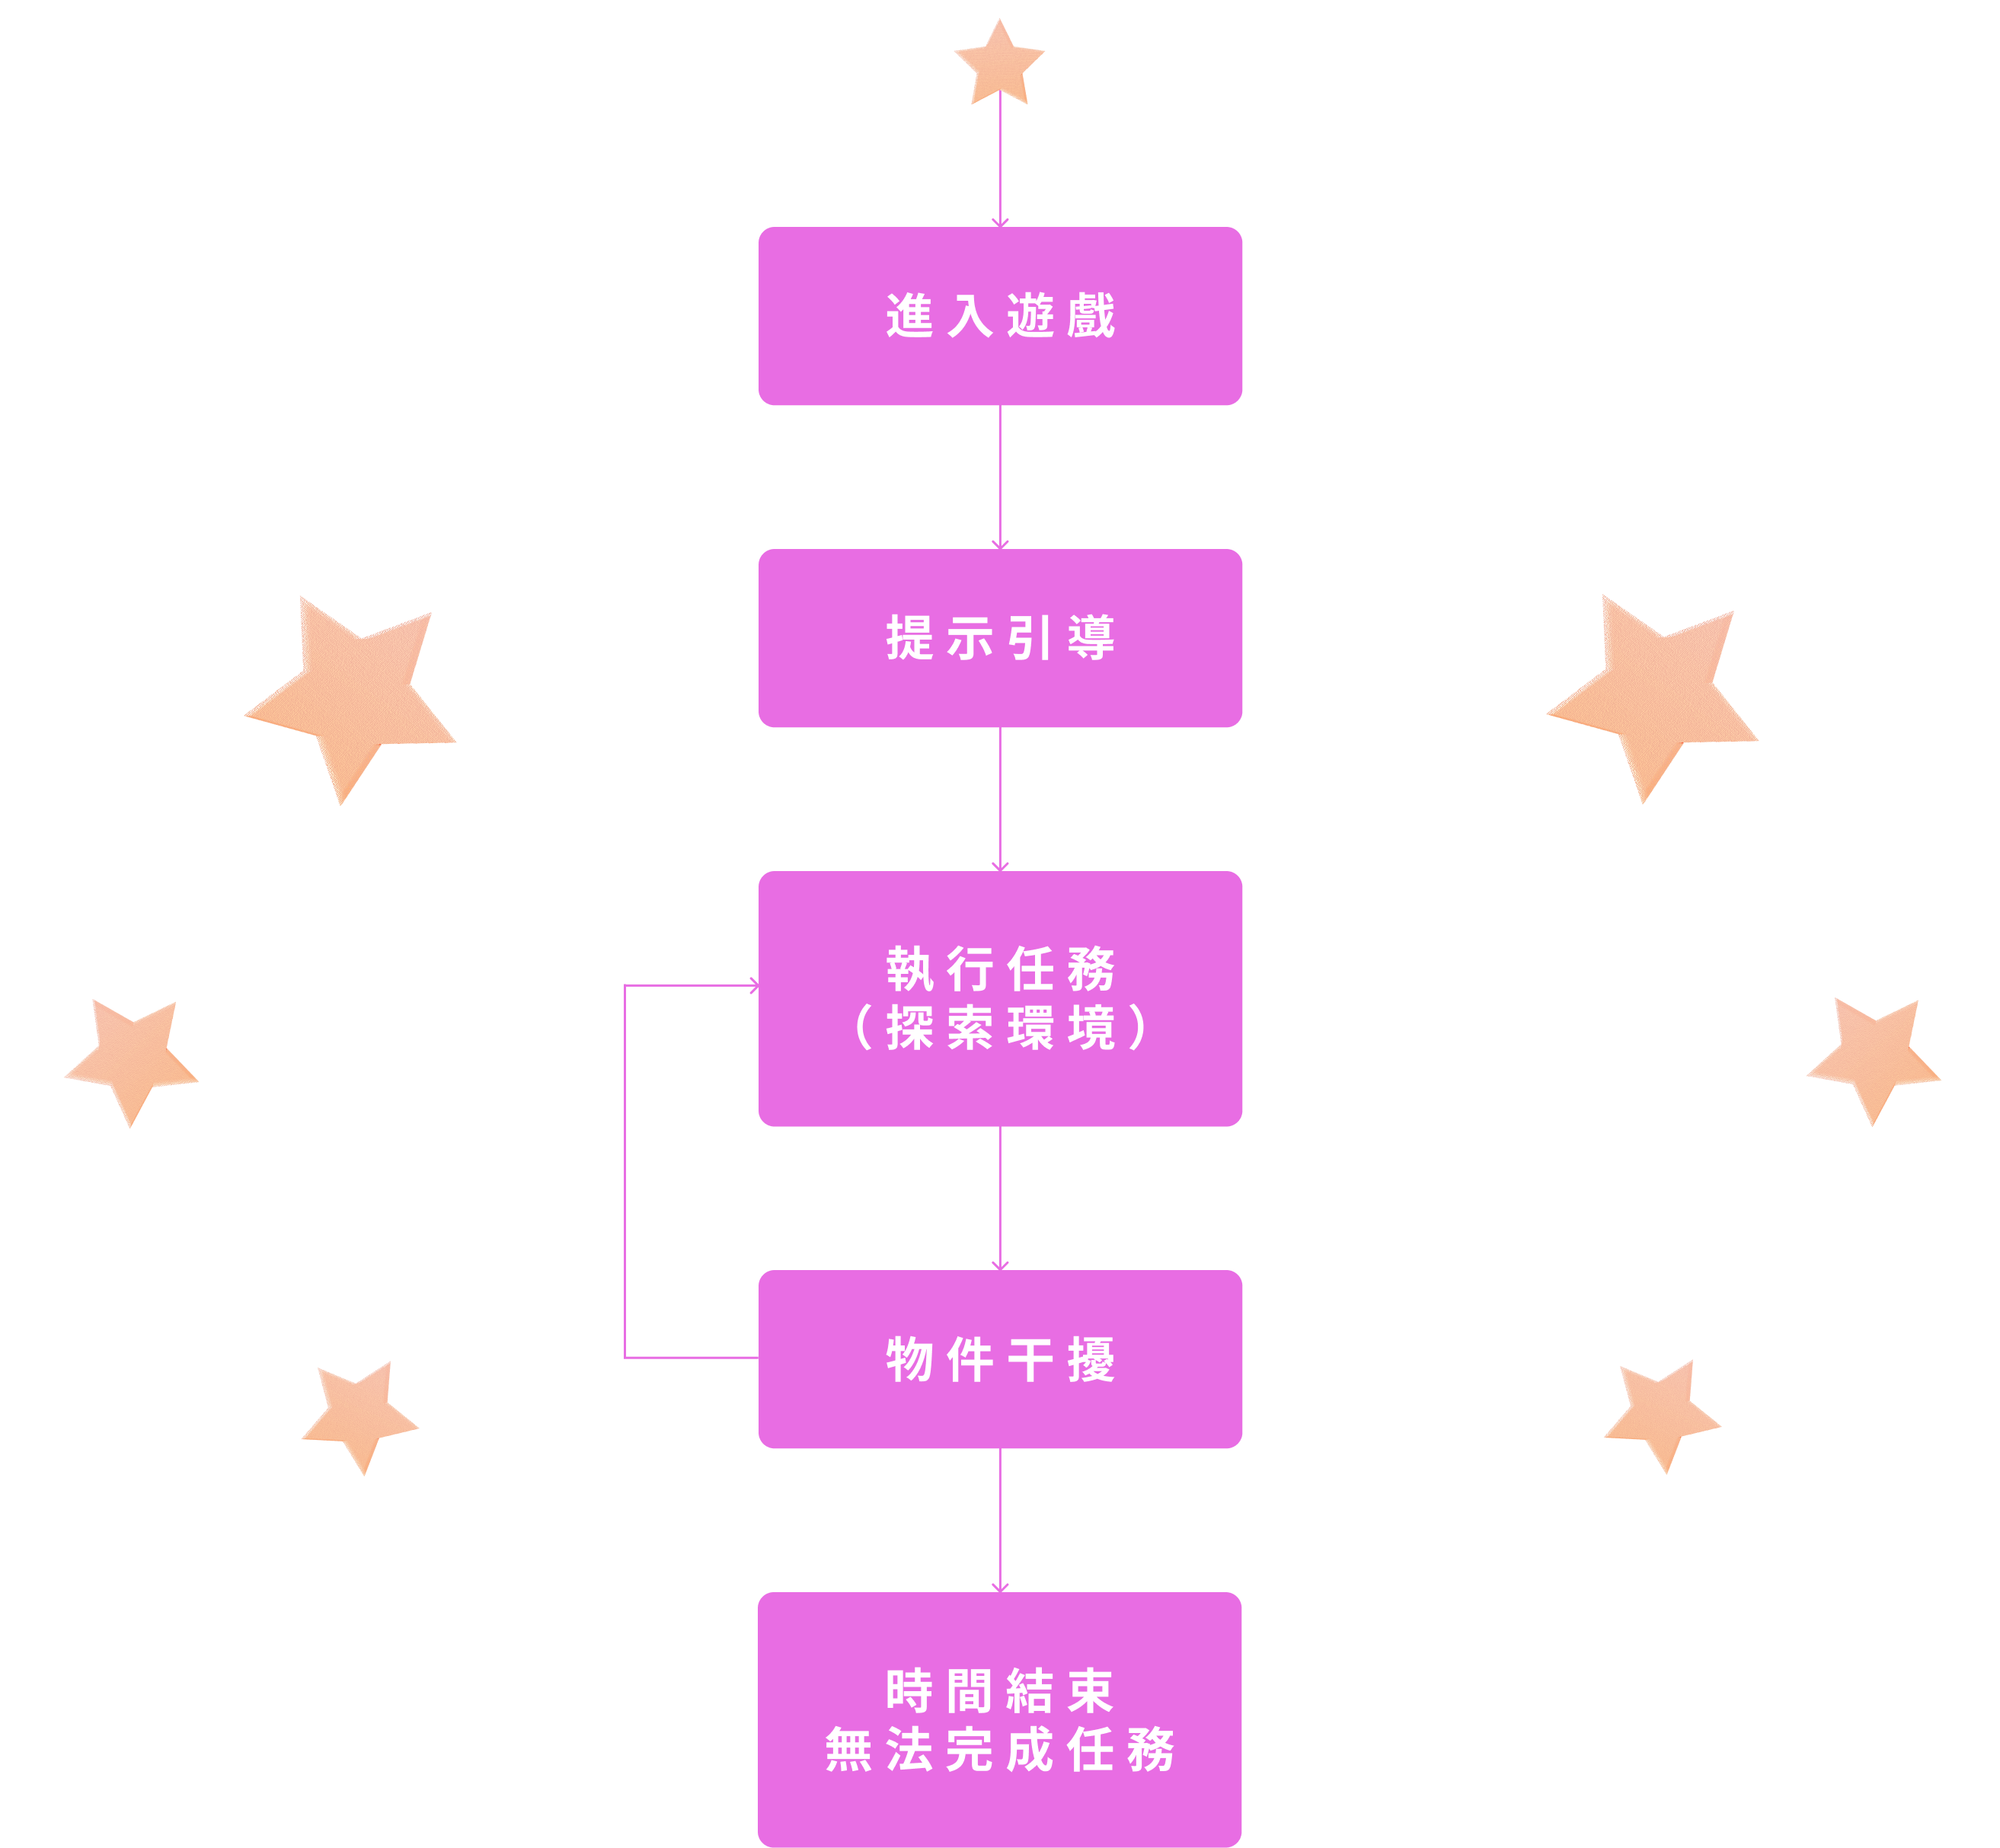 進入遊戲
提示引導
執行任務
（探索環境）
物件干擾
時間結束
無法完成任務